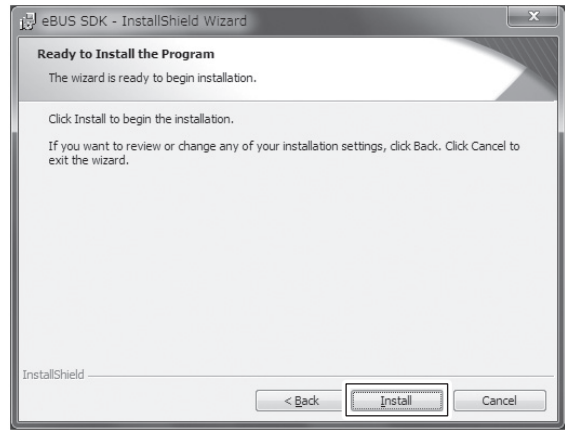 eBUS SDK - InstallShield Wizard
Ready to Install the Program
The wizard is ready to begin installation.
Click Install to begin the installation.
If you want to review or change any of your installation settings, click Back. Click Cancel to
exit the wizard.
InstallShield
< Back
Install
Cancel